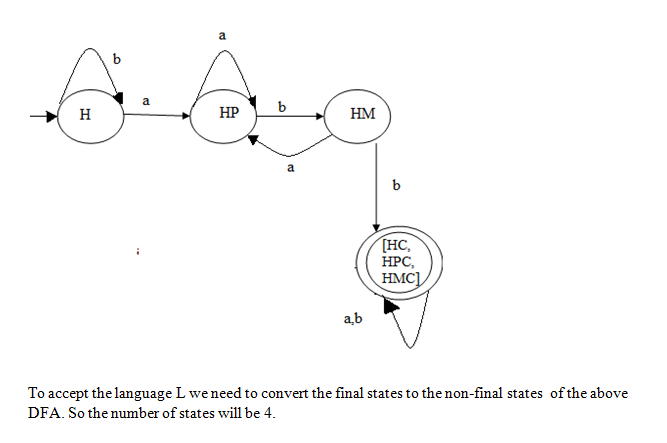 a
b
a
H
HP
b
HM
a
b
[HC,
HPC,
HMC]
a,b
To accept the language L we need to convert the final states to the non-final states of the above
DFA. So the number of states will be 4.